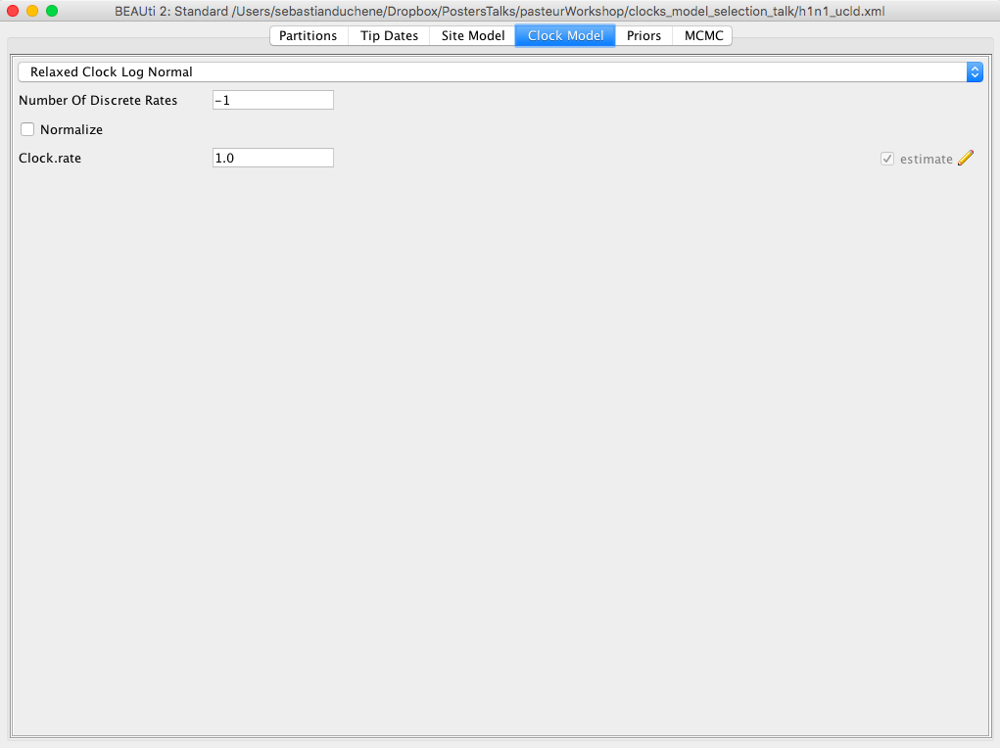 BEAUti 2: Standard /Users/sebastianduchene/Dropbox/PostersTalks/pasteurWorkshop/clocks_model_selection_talk/h1n1_ucld.xml
Partitions Tip Dates Site Model Clock Model Priors MCMC
Relaxed Clock Log Normal
Number Of Discrete Rates -1
Normalize
Clock.rate 1.0 estimate